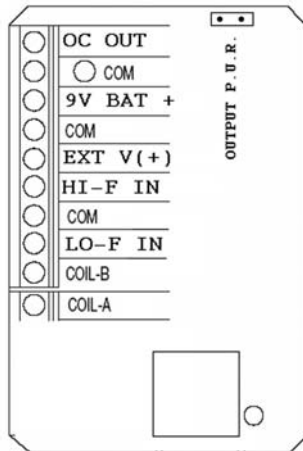 OC OUT
COM
9V BAT +
COM
EXT V(+)
HI-F IN
COM
LO-F IN
COIL-B
COIL-A
OUTPUT P.U.R.